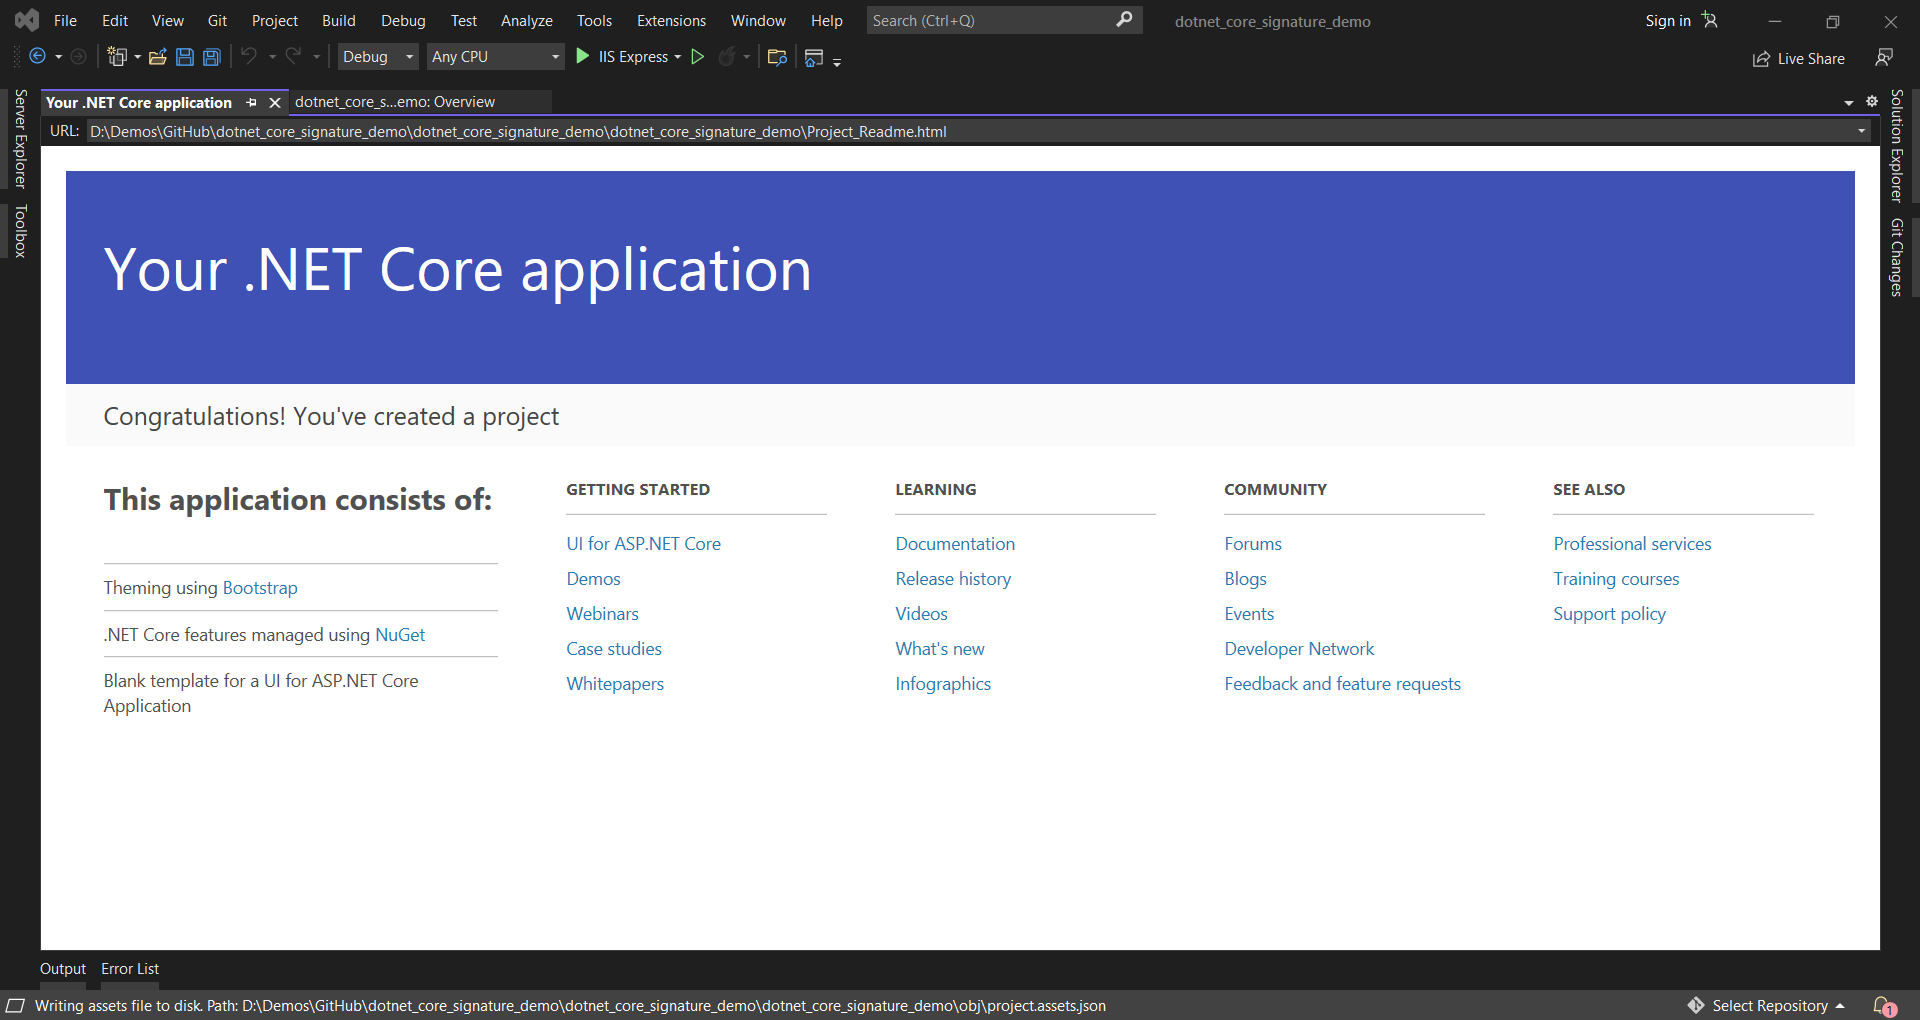 File Edit View Git Project Build Debug Test Analyze Tools Extensions Window Help Search (Ctrl+Q) dotnet_core_signature_demo Sign in
Debug Any CPU IIS Express Live Share
Your .NET Core application dotnet_core_s...emo: Overview
URL: D:\Demos\GitHub\dotnet_core_signature_demo\dotnet_core_signature_demo\dotnet_core_signature_demo\Project_Readme.html
Server Explorer
Toolbox
Solution Explorer
Git Changes
Your .NET Core application
Congratulations! You've created a project
This application consists of:
Theming using Bootstrap
.NET Core features managed using NuGet
Blank template for a UI for ASP.NET Core
Application
GETTING STARTED
UI for ASP.NET Core
Demos
Webinars
Case studies
Whitepapers
LEARNING
Documentation
Release history
Videos
What's new
Infographics
COMMUNITY
Forums
Blogs
Events
Developer Network
Feedback and feature requests
SEE ALSO
Professional services
Training courses
Support policy
Output Error List
Writing assets file to disk. Path: D:\Demos\GitHub\dotnet_core_signature_demo\dotnet_core_signature_demo\dotnet_core_signature_demo\obj\project.assets.json Select Repository 1